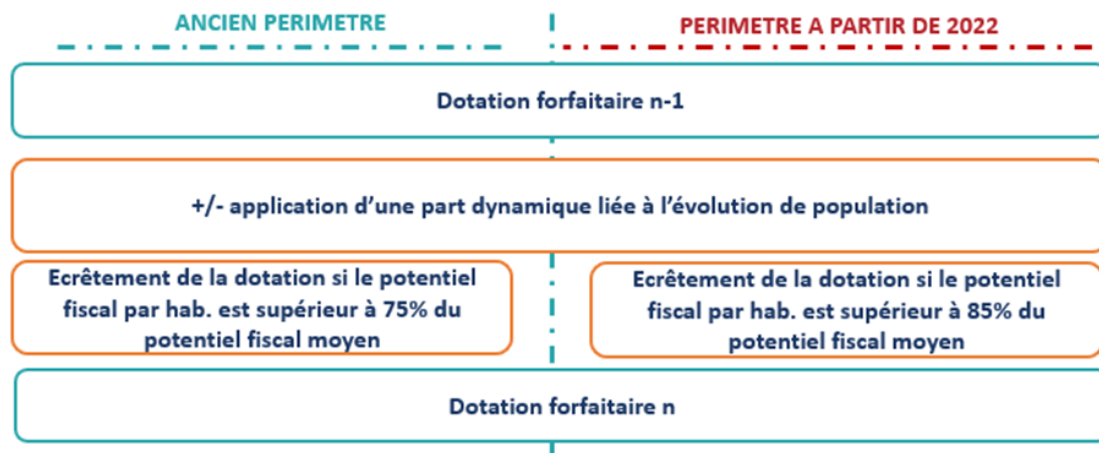 ANCIEN PERIMETRE
PERIMETRE A PARTIR DE 2022
Dotation forfaitaire n-1
+/- application d’une part dynamique liée à l’évolution de population
Ecrêtement de la dotation si le potentiel
fiscal par hab. est supérieur à 75% du
potentiel fiscal moyen
Ecrêtement de la dotation si le potentiel
fiscal par hab. est supérieur à 85% du
potentiel fiscal moyen
Dotation forfaitaire n